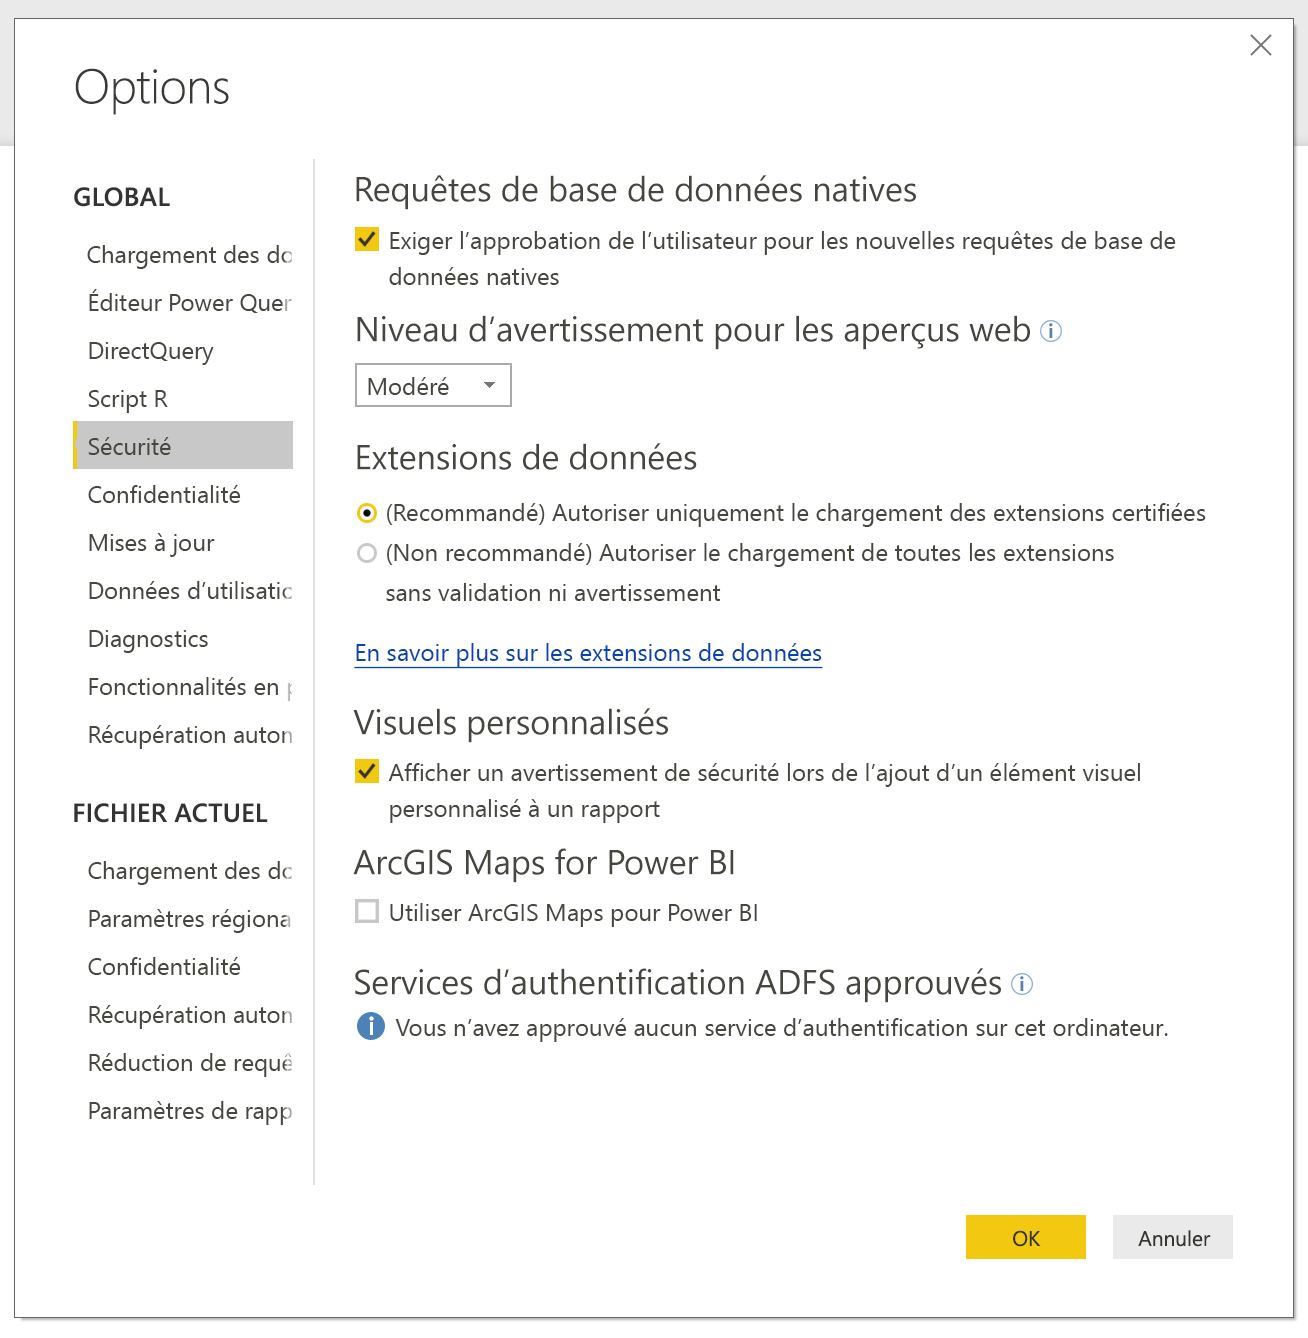 Options
GLOBAL
Chargement des do
Éditeur Power Quer
DirectQuery
Script R
Sécurité
Confidentialité
Mises à jour
Données d'utilisatio
Diagnostics
Fonctionnalités en p
Récupération autom
FICHIER ACTUEL
Chargement des do
Paramètres régiona
Confidentialité
Récupération autom
Réduction de requê
Paramètres de rapp
Requêtes de base de données natives
Exiger l'approbation de l'utilisateur pour les nouvelles requêtes de base de
données natives
Niveau d'avertissement pour les aperçus web
Modéré
Extensions de données
(Recommandé) Autoriser uniquement le chargement des extensions certifiées
(Non recommandé) Autoriser le chargement de toutes les extensions
sans validation ni avertissement
En savoir plus sur les extensions de données
Visuels personnalisés
Afficher un avertissement de sécurité lors de l'ajout d'un élément visuel
personnalisé à un rapport
ArcGIS Maps for Power BI
Utiliser ArcGIS Maps pour Power BI
Services d'authentification ADFS approuvés
Vous n'avez approuvé aucun service d'authentification sur cet ordinateur.
OK
Annuler